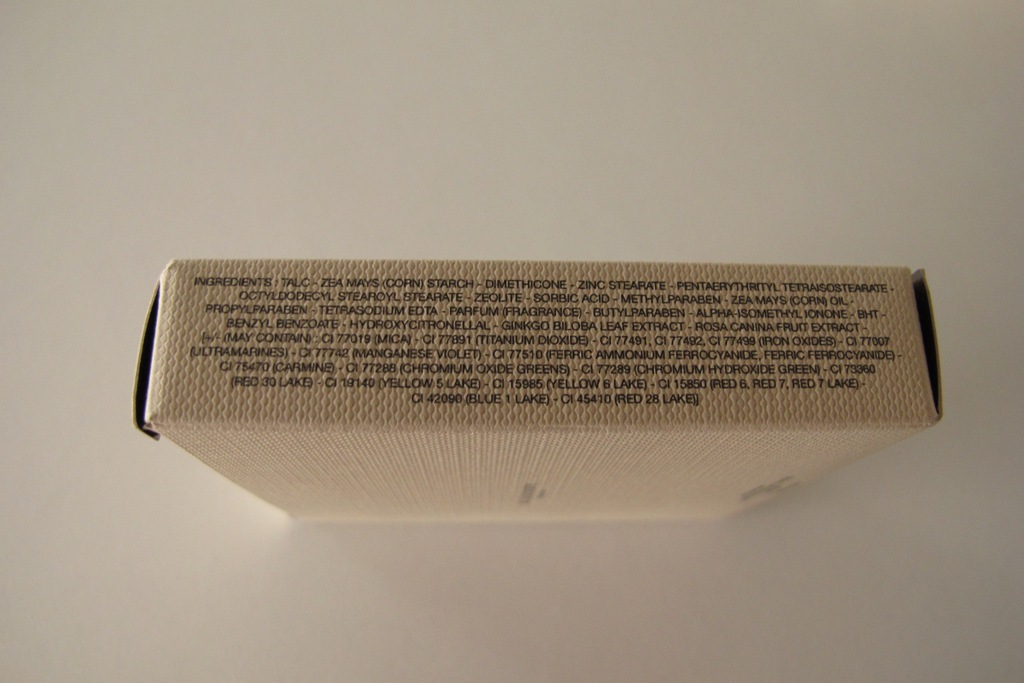 INGREDIENTS : TALC - ZEA MAYS (CORN) STARCH - DIMETHICONE - ZINC STEARATE - PENTAERYTHRITYL TETRAISOSTEARATE -
OCTYLDODECYL STEAROYL STEARATE - ZEOLITE - SORBIC ACID - METHYLPARABEN - ZEA MAYS (CORN) OIL -
PROPYLPARABEN - TETRASODIUM EDTA - PARFUM (FRAGRANCE) - BUTYLPARABEN - ALPHA-ISOMETHYL IONONE - BHT -
BENZYL BENZOATE - HYDROXYCITRONELLAL - GINKGO BILOBA LEAF EXTRACT - ROSA CANINA FRUIT EXTRACT -
[+/- (MAY CONTAIN) : CI 77019 (MICA) - CI 77891 (TITANIUM DIOXIDE) - CI 77491, CI 77492, CI 77499 (IRON OXIDES) - CI 77007
(ULTRAMARINES) - CI 77742 (MANGANESE VIOLET) - CI 77510 (FERRIC AMMONIUM FERROCYANIDE, FERRIC FERROCYANIDE) -
CI 75470 (CARMINE) - CI 77288 (CHROMIUM OXIDE GREENS) - CI 77289 (CHROMIUM HYDROXIDE GREEN) - CI 73360
(RED 30 LAKE) - CI 19140 (YELLOW 5 LAKE) - CI 15985 (YELLOW 6 LAKE) - CI 15850 (RED 6, RED 7, RED 7 LAKE) -
CI 42090 (BLUE 1 LAKE) - CI 45410 (RED 28 LAKE)]